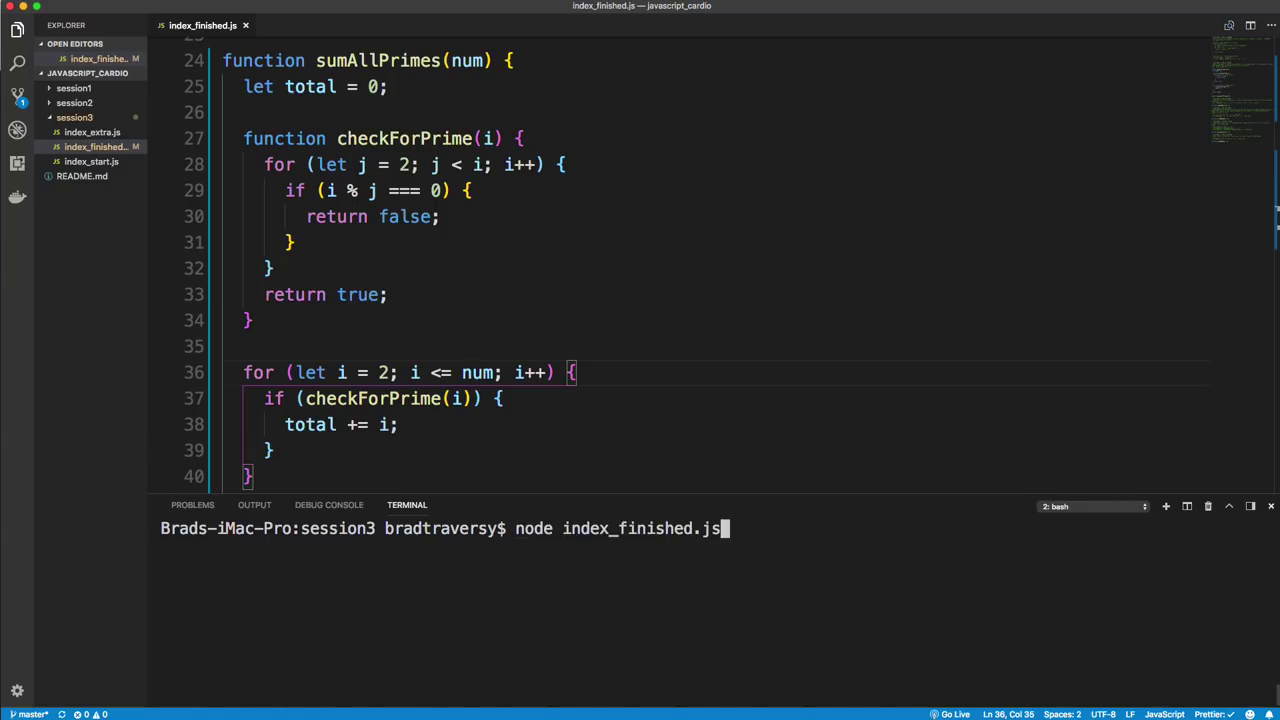 index_finished.js — javascript_cardio
EXPLORER
JS index_finished.js ×
OPEN EDITORS
index_finishe... M
JAVASCRIPT_CARDIO
session1
session2
session3
JS index_extra.js
index_finished... M
JS index_start.js
README.md
1
24 function sumAllPrimes(num) {
25 let total = 0;
26
27 function checkForPrime(i) {
28 for (let j = 2; j < i; i++) {
29 if (i % j === 0) {
30 return false;
31 }
32 }
33 return true;
34 }
35
36 for (let i = 2; i <= num; i++) {
37 if (checkForPrime(i)) {
38 total += i;
39 }
40 }
PROBLEMS OUTPUT DEBUG CONSOLE TERMINAL 2: bash
Brads-iMac-Pro:session3 bradtraversy$ node index_finished.js
master* 0 0 Go Live Ln 36, Col 35 Spaces: 2 UTF-8 LF JavaScript Prettier: ✓